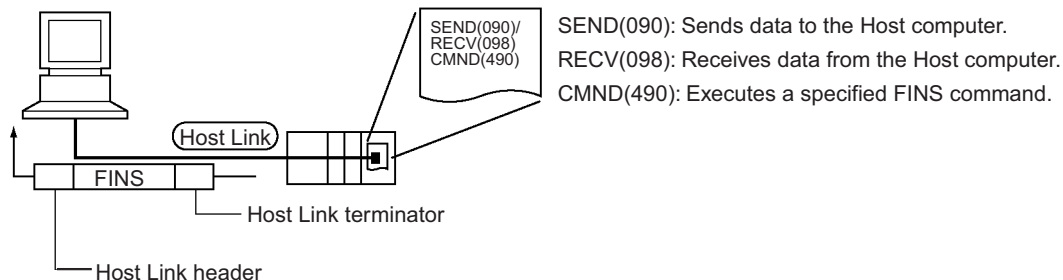 SEND(090)/
RECV(098)
CMND(490)
SEND(090): Sends data to the Host computer.
RECV(098): Receives data from the Host computer.
CMND(490): Executes a specified FINS command.
Host Link
FINS
Host Link terminator
Host Link header